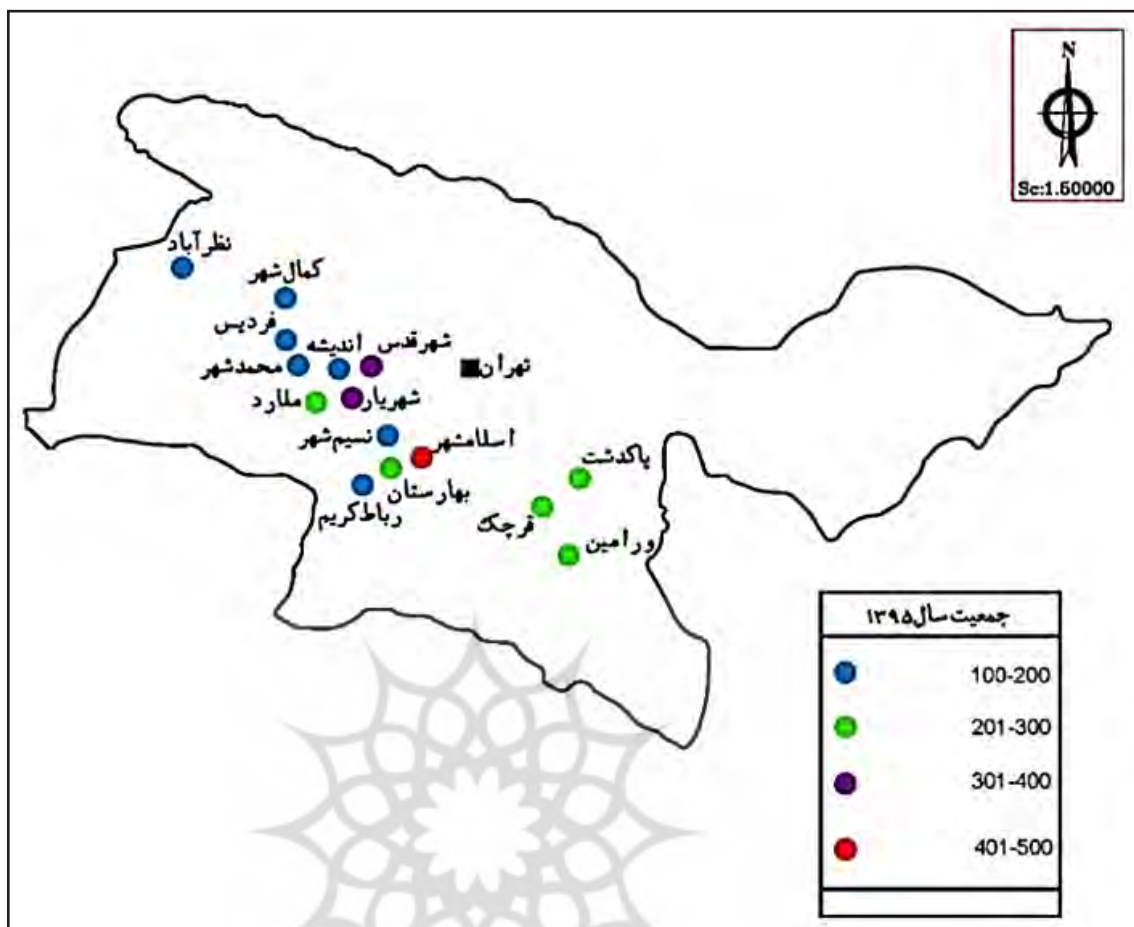 N
Sc:1.50000
نظرآباد
کمال‌شهر
فردیس
اندیشه
شهرقدس
محمدشهر
تهران
ملارد
شهریار
نسیم‌شهر
اسلامشهر
پاکدشت
بهارستان
رباط‌کریم
قرچک
ورامین
جمعیت سال ۱۳۹۵
100-200
201-300
301-400
401-500